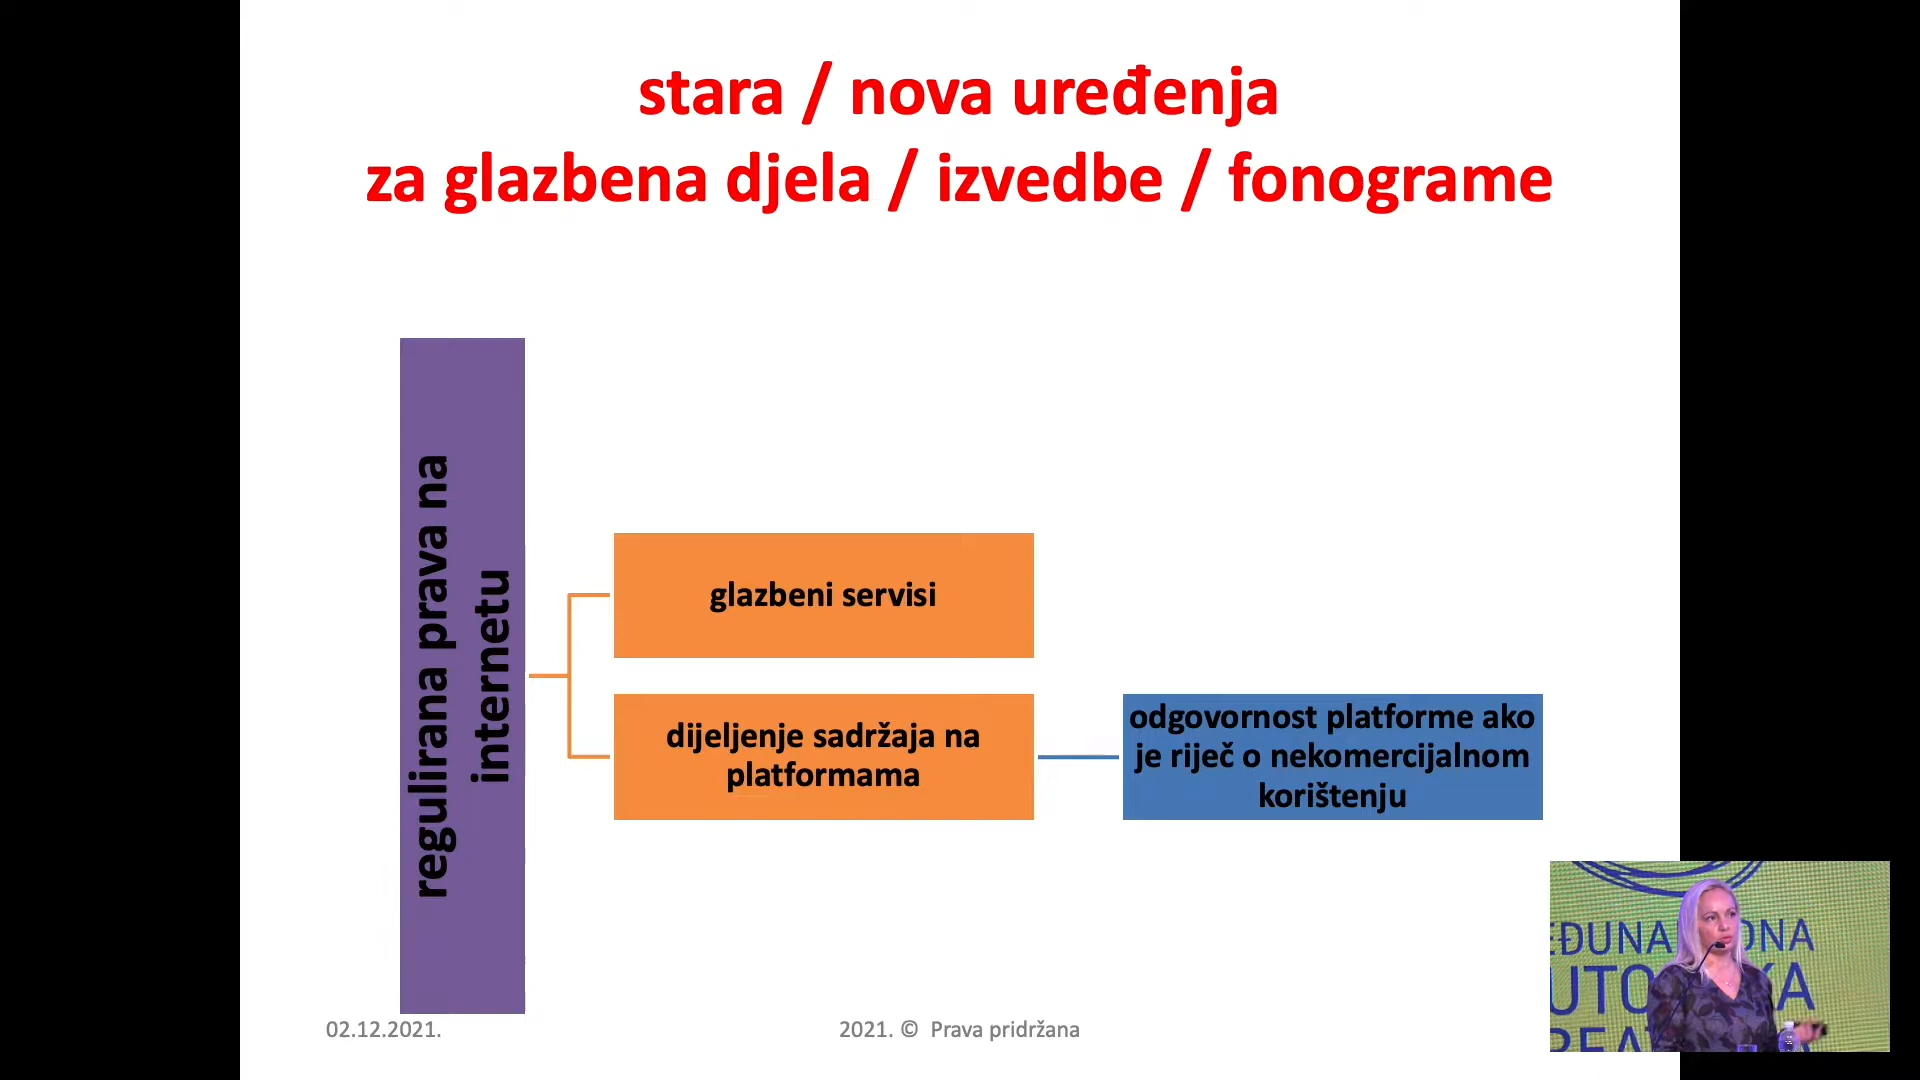 stara / nova uređenja
za glazbena djela / izvedbe / fonograme
regulirana prava na
internetu
glazbeni servisi
dijeljenje sadržaja na
platformama
odgovornost platforme ako
je riječ o nekomercijalnom
korištenju
02.12.2021.
2021. © Prava pridržana